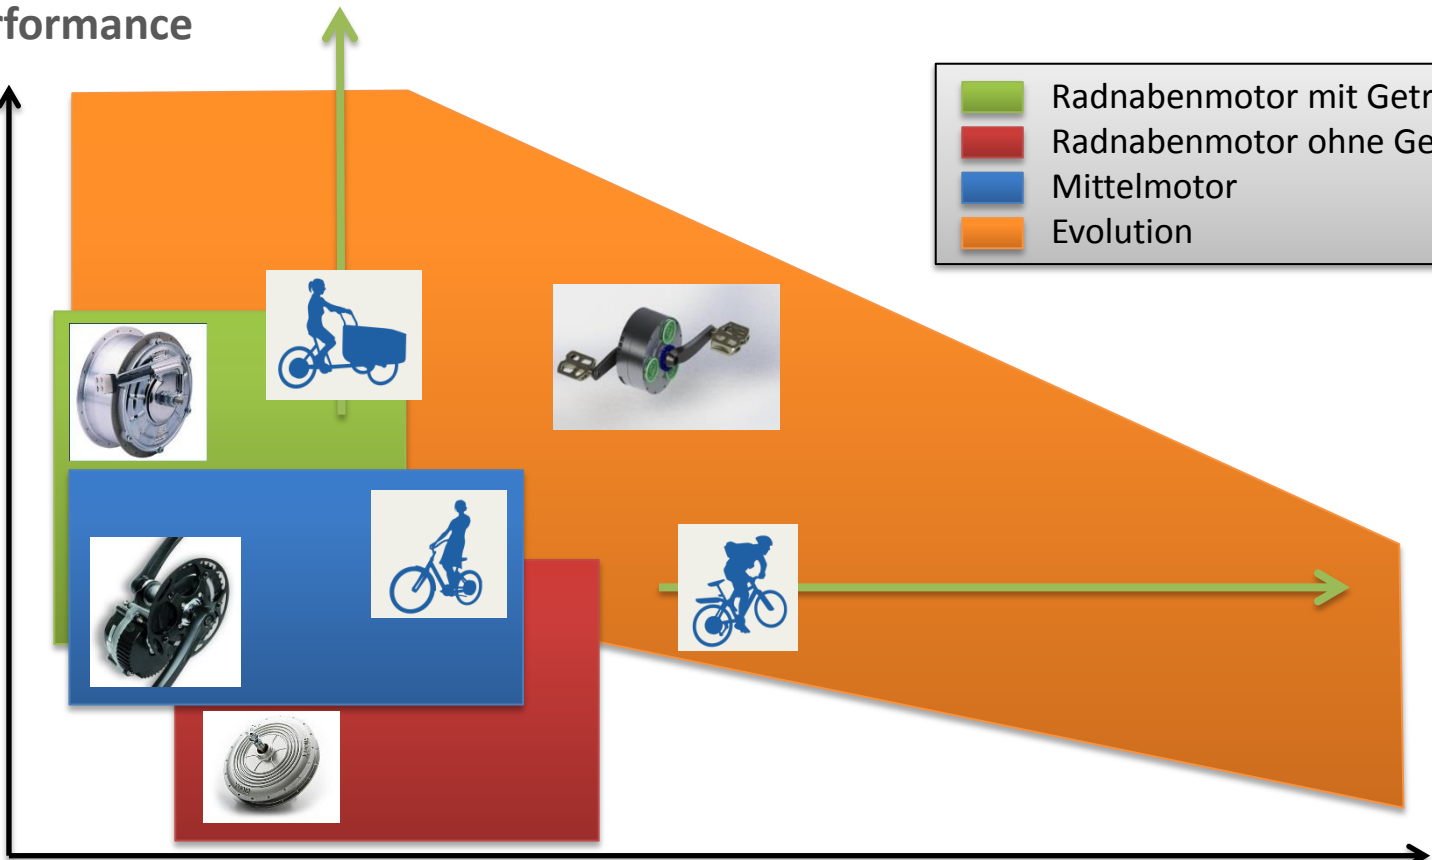 rformance
Radnabenmotor mit Getr
Radnabenmotor ohne Ge
Mittelmotor
Evolution